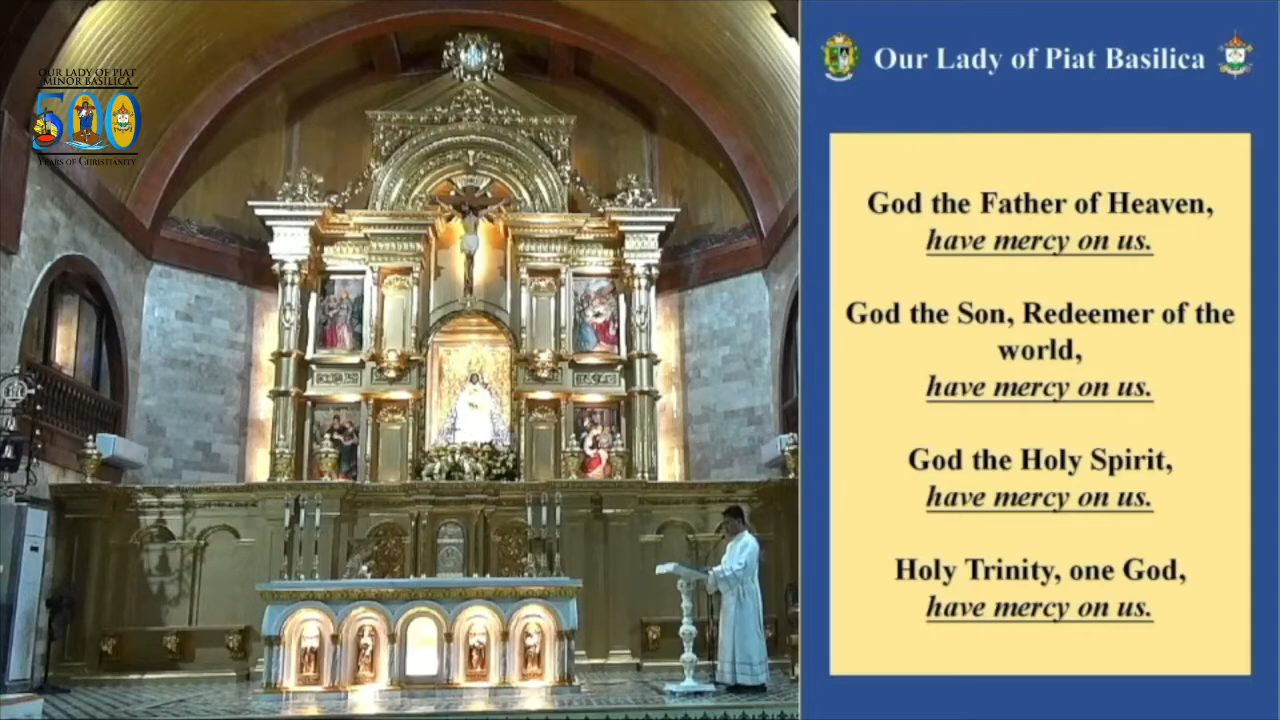 OUR LADY OF PIAT
MINOR BASILICA
500
YEARS OF CHRISTIANITY
Our Lady of Piat Basilica
God the Father of Heaven,
have mercy on us.
God the Son, Redeemer of the
world,
have mercy on us.
God the Holy Spirit,
have mercy on us.
Holy Trinity, one God,
have mercy on us.